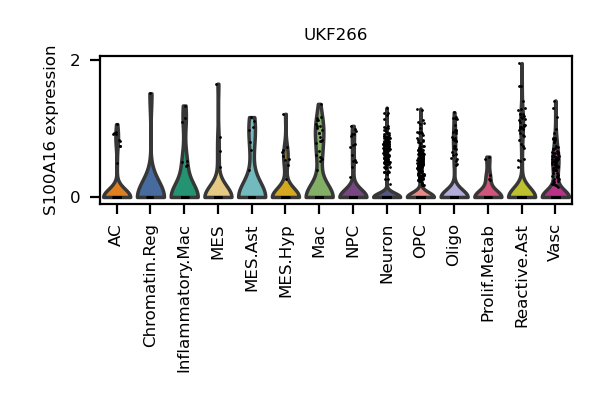 UKF266
S100A16 expression
2
0
AC
Chromatin.Reg
Inflammatory.Mac
MES
MES.Ast
MES.Hyp
Mac
NPC
Neuron
OPC
Oligo
Prolif.Metab
Reactive.Ast
Vasc